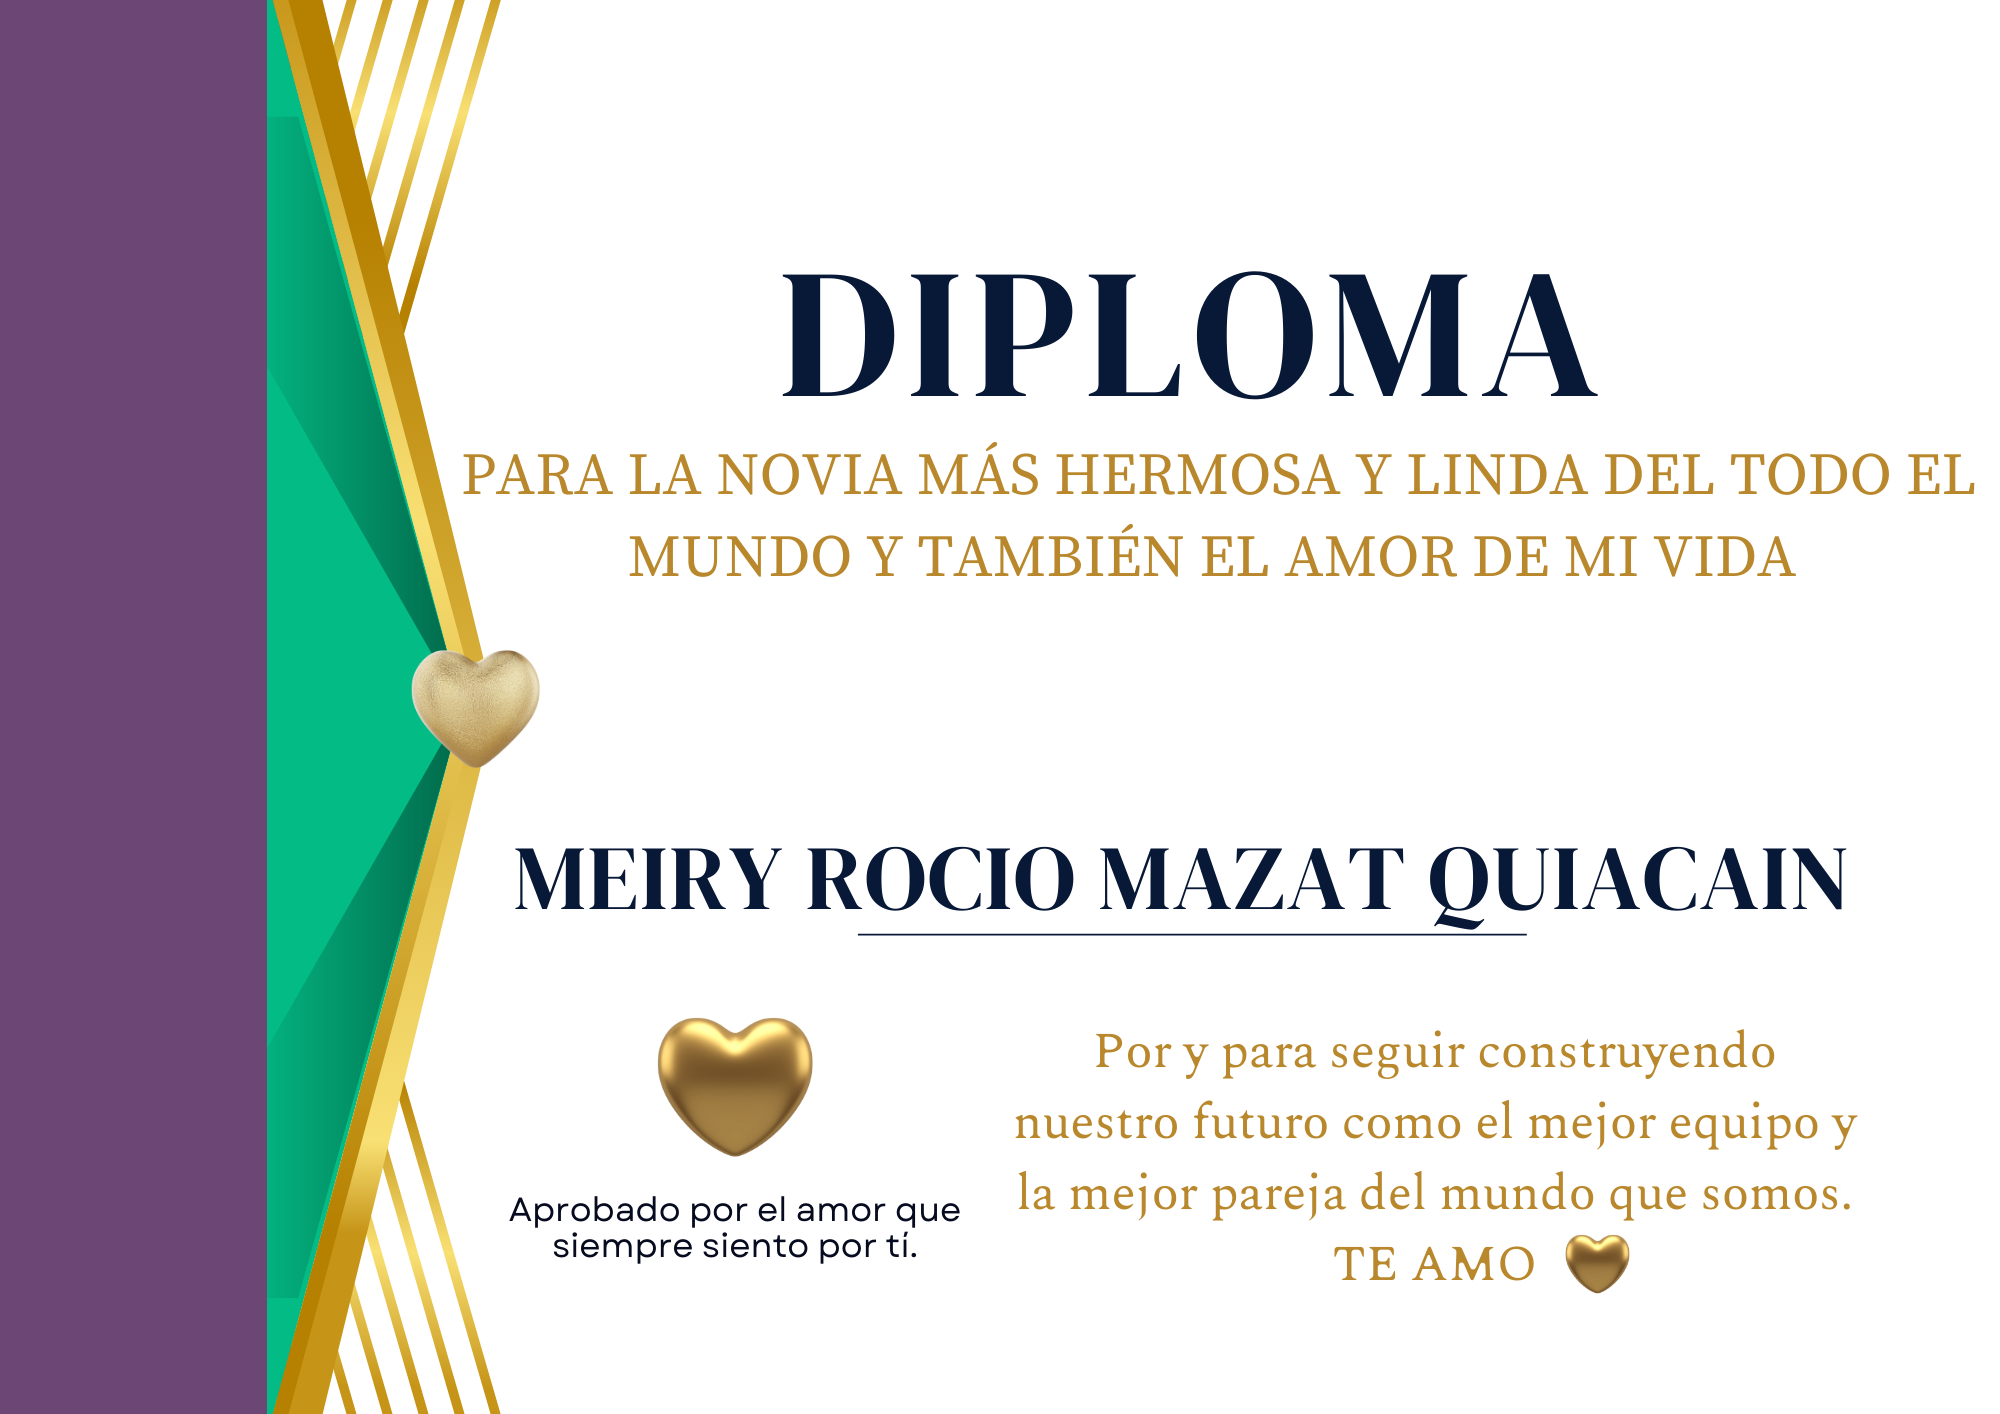 DIPLOMA
PARA LA NOVIA MÁS HERMOSA Y LINDA DEL TODO EL
MUNDO Y TAMBIÉN EL AMOR DE MI VIDA
MEIRY ROCIO MAZAT QUIACAIN
Aprobado por el amor que
siempre siento por tí.
Por y para seguir construyendo
nuestro futuro como el mejor equipo y
la mejor pareja del mundo que somos.
TE AMO